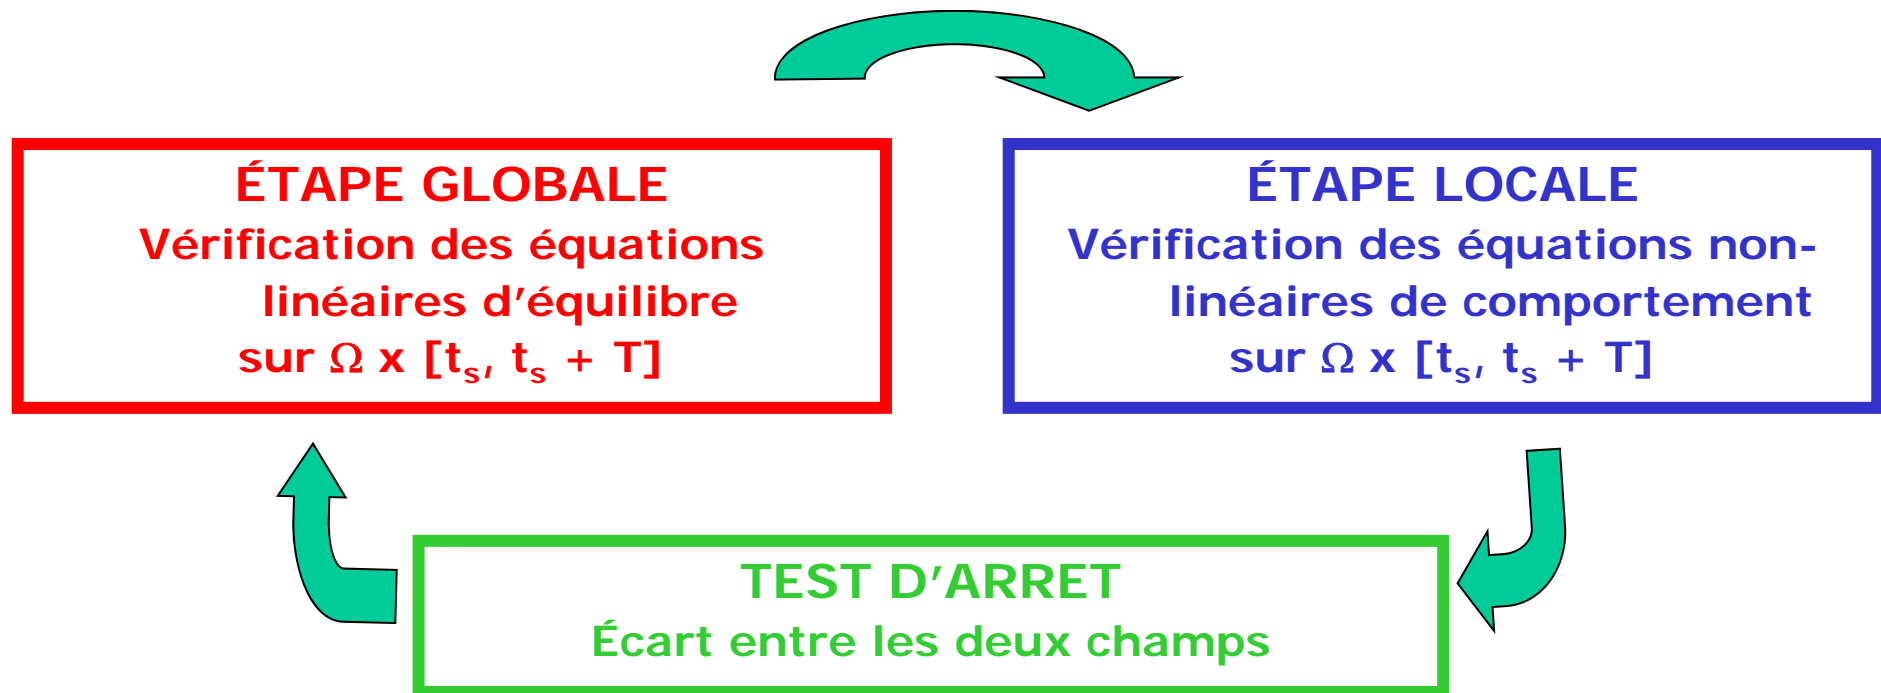 ÉTAPE GLOBALE
Vérification des équations
linéaires d’équilibre
sur Ω x [tₛ, tₛ + T]
ÉTAPE LOCALE
Vérification des équations non-
linéaires de comportement
sur Ω x [tₛ, tₛ + T]
TEST D’ARRET
Écart entre les deux champs